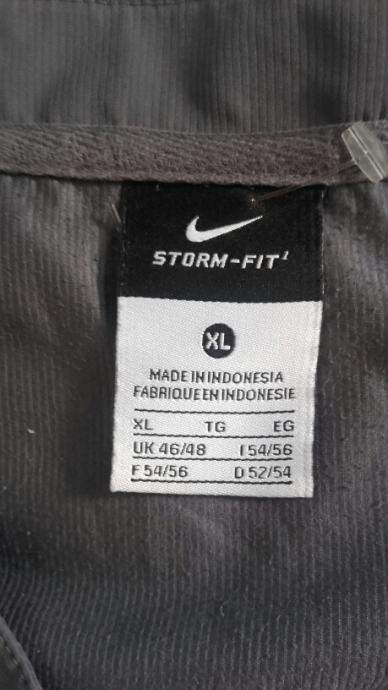 STORM-FIT¹
XL
MADE IN INDONESIA
FABRIQUE EN INDONESIE
XL TG EG
UK 46/48 I 54/56
F 54/56 D 52/54